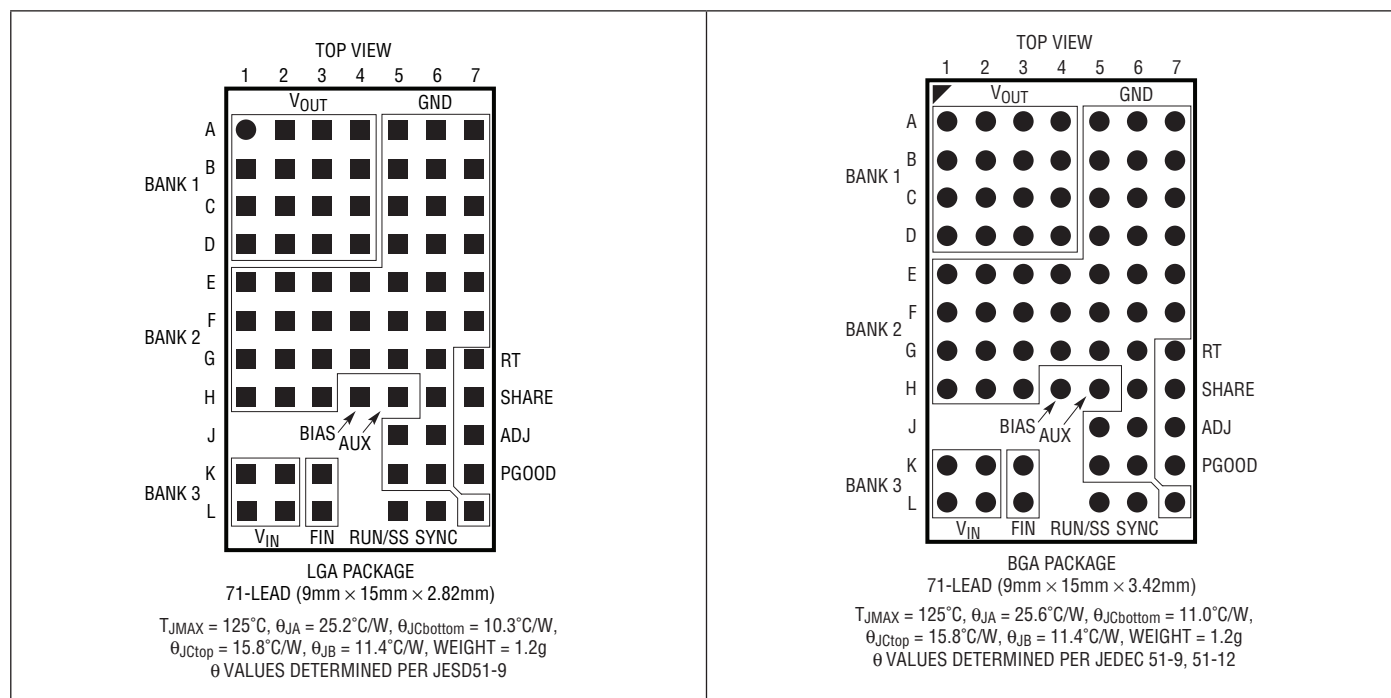 TOP VIEW
1 2 3 4 5 6 7
VOUT GND
A
B
BANK 1
C
D
E
F
BANK 2
G RT
H SHARE
BIAS
AUX
J ADJ
K PGOOD
BANK 3
L
VIN FIN RUN/SS SYNC
LGA PACKAGE
71-LEAD (9mm × 15mm × 2.82mm)
TJMAX = 125°C, θJA = 25.2°C/W, θJCbottom = 10.3°C/W,
θJCtop = 15.8°C/W, θJB = 11.4°C/W, WEIGHT = 1.2g
θ VALUES DETERMINED PER JESD51-9
TOP VIEW
1 2 3 4 5 6 7
VOUT GND
A
B
BANK 1
C
D
E
F
BANK 2
G RT
H SHARE
BIAS
AUX
J ADJ
K PGOOD
BANK 3
L
VIN FIN RUN/SS SYNC
BGA PACKAGE
71-LEAD (9mm × 15mm × 3.42mm)
TJMAX = 125°C, θJA = 25.6°C/W, θJCbottom = 11.0°C/W,
θJCtop = 15.8°C/W, θJB = 11.4°C/W, WEIGHT = 1.2g
θ VALUES DETERMINED PER JEDEC 51-9, 51-12